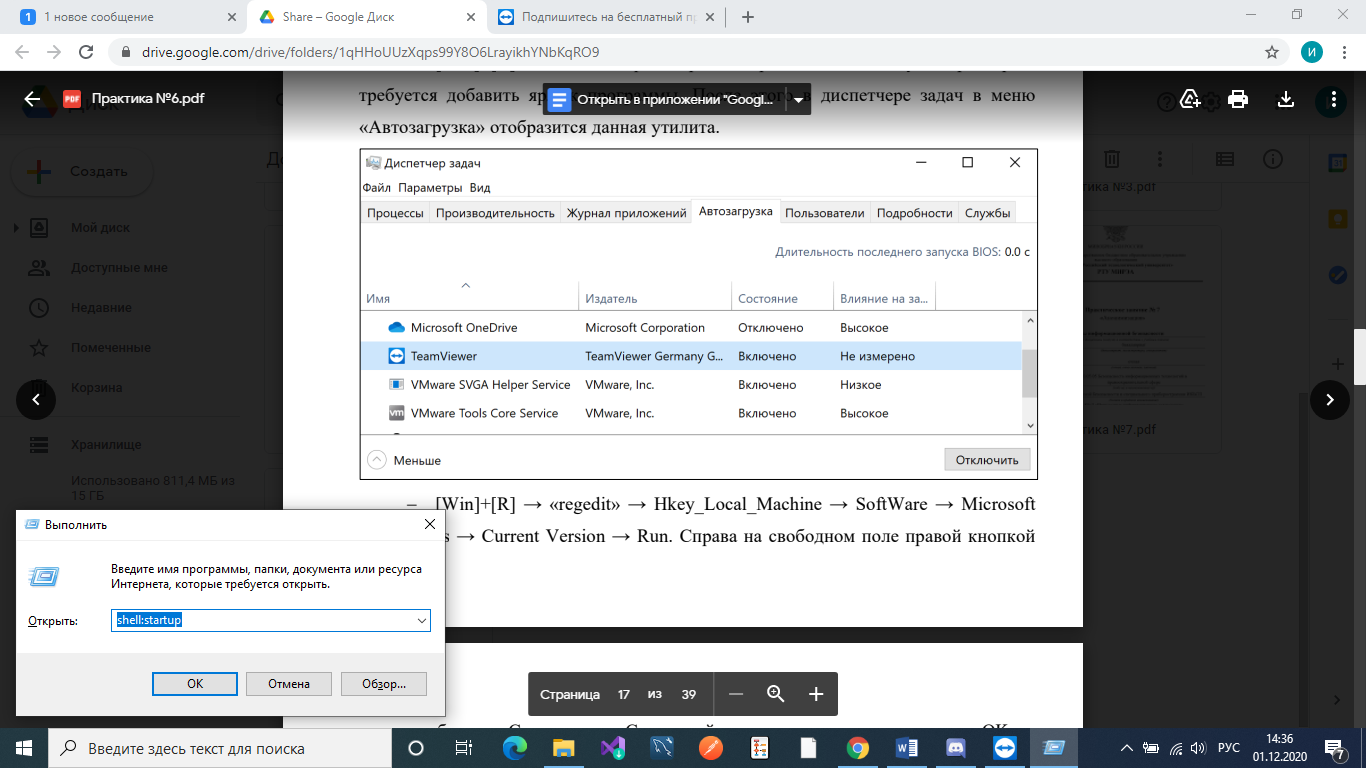 1 новое сообщение
Share – Google Диск
Подпишитесь на бесплатный п
drive.google.com/drive/folders/1qHHoUUzXqps99Y8O6LrayikhYNbKqRO9
И
Практика №6.pdf
Открыть в приложении "Googl...
требуется добавить
программы. После этого в диспетчере задач в меню
«Автозагрузка» отобразится данная утилита.
Создать
Мой диск
Доступные мне
Недавние
Помеченные
Корзина
Хранилище
Использовано 811,4 МБ из
15 ГБ
Диспетчер задач
Файл Параметры Вид
Процессы Производительность Журнал приложений Автозагрузка Пользователи Подробности Службы
Длительность последнего запуска BIOS: 0.0 с
Имя Издатель Состояние Влияние на за...
Microsoft OneDrive Microsoft Corporation Отключено Высокое
TeamViewer TeamViewer Germany G... Включено Не измерено
VMware SVGA Helper Service VMware, Inc. Включено Низкое
VMware Tools Core Service VMware, Inc. Включено Высокое
Меньше
Отключить
тика №3.pdf
тика №7.pdf
– [Win]+[R] → «regedit» → Hkey_Local_Machine → SoftWare → Microsoft
s → Current Version → Run. Справа на свободном поле правой кнопкой
Выполнить
Введите имя программы, папки, документа или ресурса
Интернета, которые требуется открыть.
Открыть:
shell:startup
ОК
Отмена
Обзор...
Страница 17 из 39
Введите здесь текст для поиска
РУС
14:36
01.12.2020
7